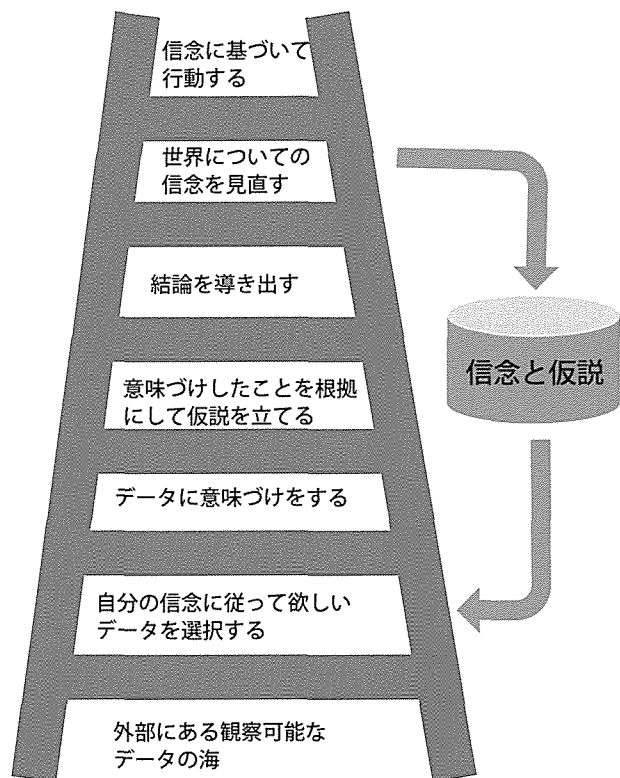 信念に基づいて
行動する
世界についての
信念を見直す
結論を導き出す
意味づけしたことを根拠
にして仮説を立てる
データに意味づけをする
自分の信念に従って欲しい
データを選択する
外部にある観察可能な
データの海
信念と仮説